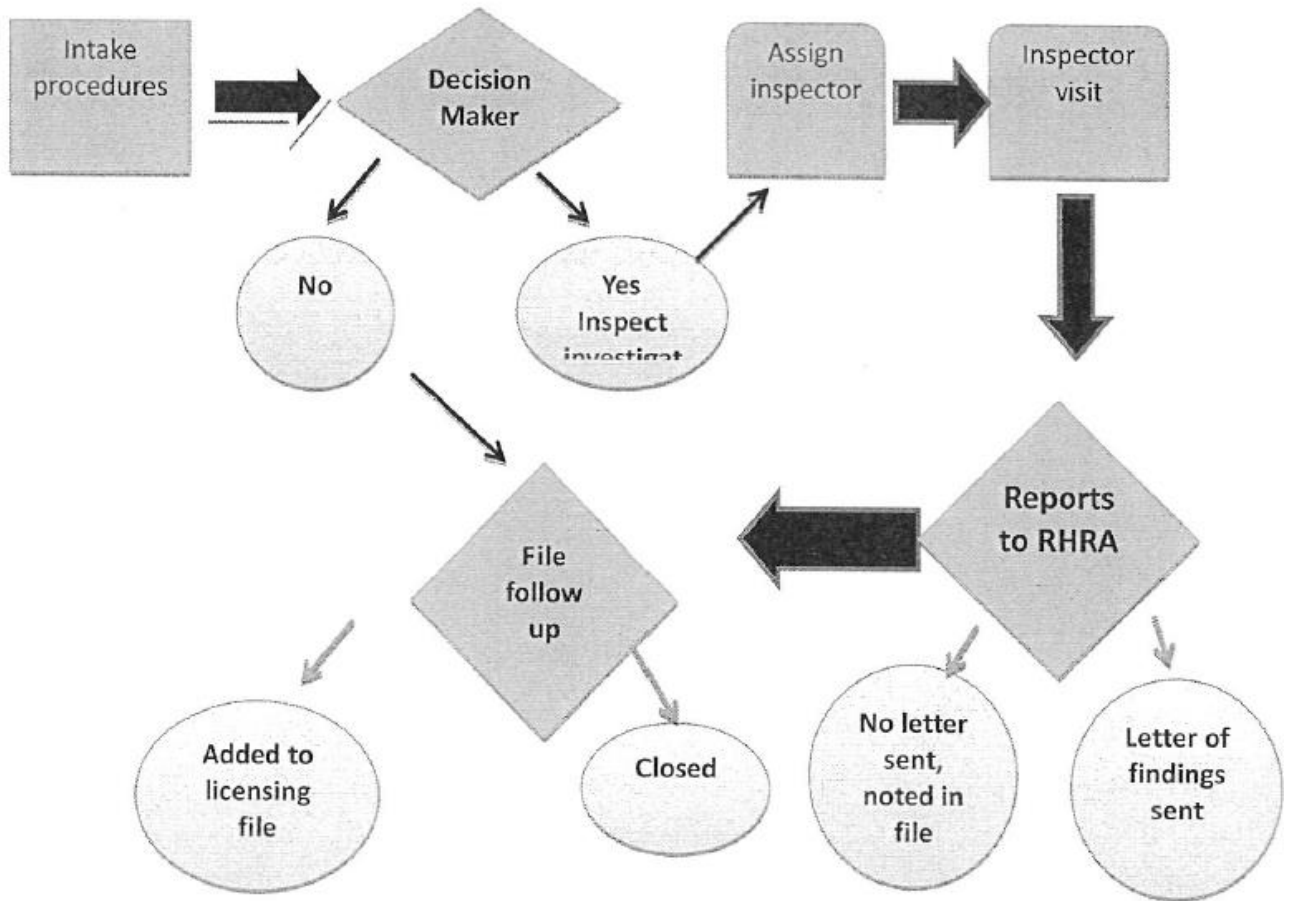 Intake
procedures
Decision
Maker
Assign
inspector
Inspector
visit
No
Yes
Inspect
investigat
Reports
to RHRA
File
follow
up
Added to
licensing
file
Closed
No letter
sent,
noted in
file
Letter of
findings
sent